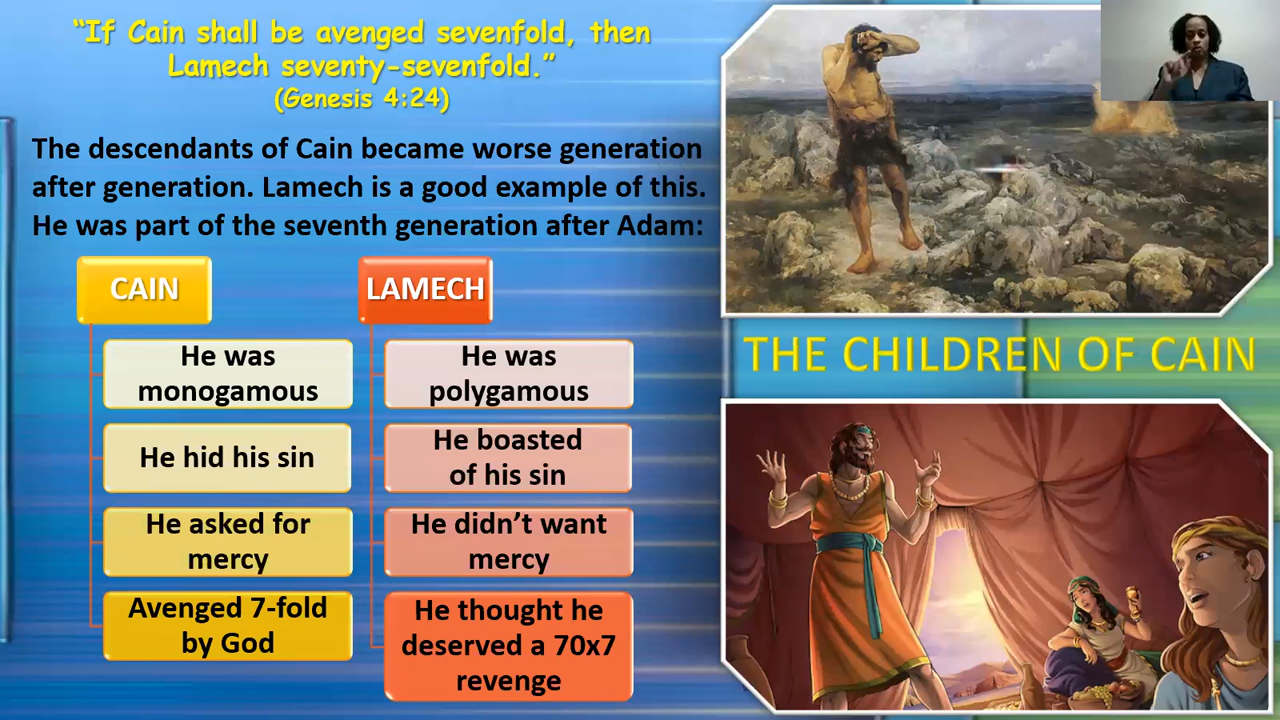 “If Cain shall be avenged sevenfold, then
Lamech seventy-sevenfold.”
(Genesis 4:24)
The descendants of Cain became worse generation
after generation. Lamech is a good example of this.
He was part of the seventh generation after Adam:
CAIN
He was
monogamous
He hid his sin
He asked for
mercy
Avenged 7-fold
by God
LAMECH
He was
polygamous
He boasted
of his sin
He didn’t want
mercy
He thought he
deserved a 70x7
revenge
THE CHILDREN OF CAIN